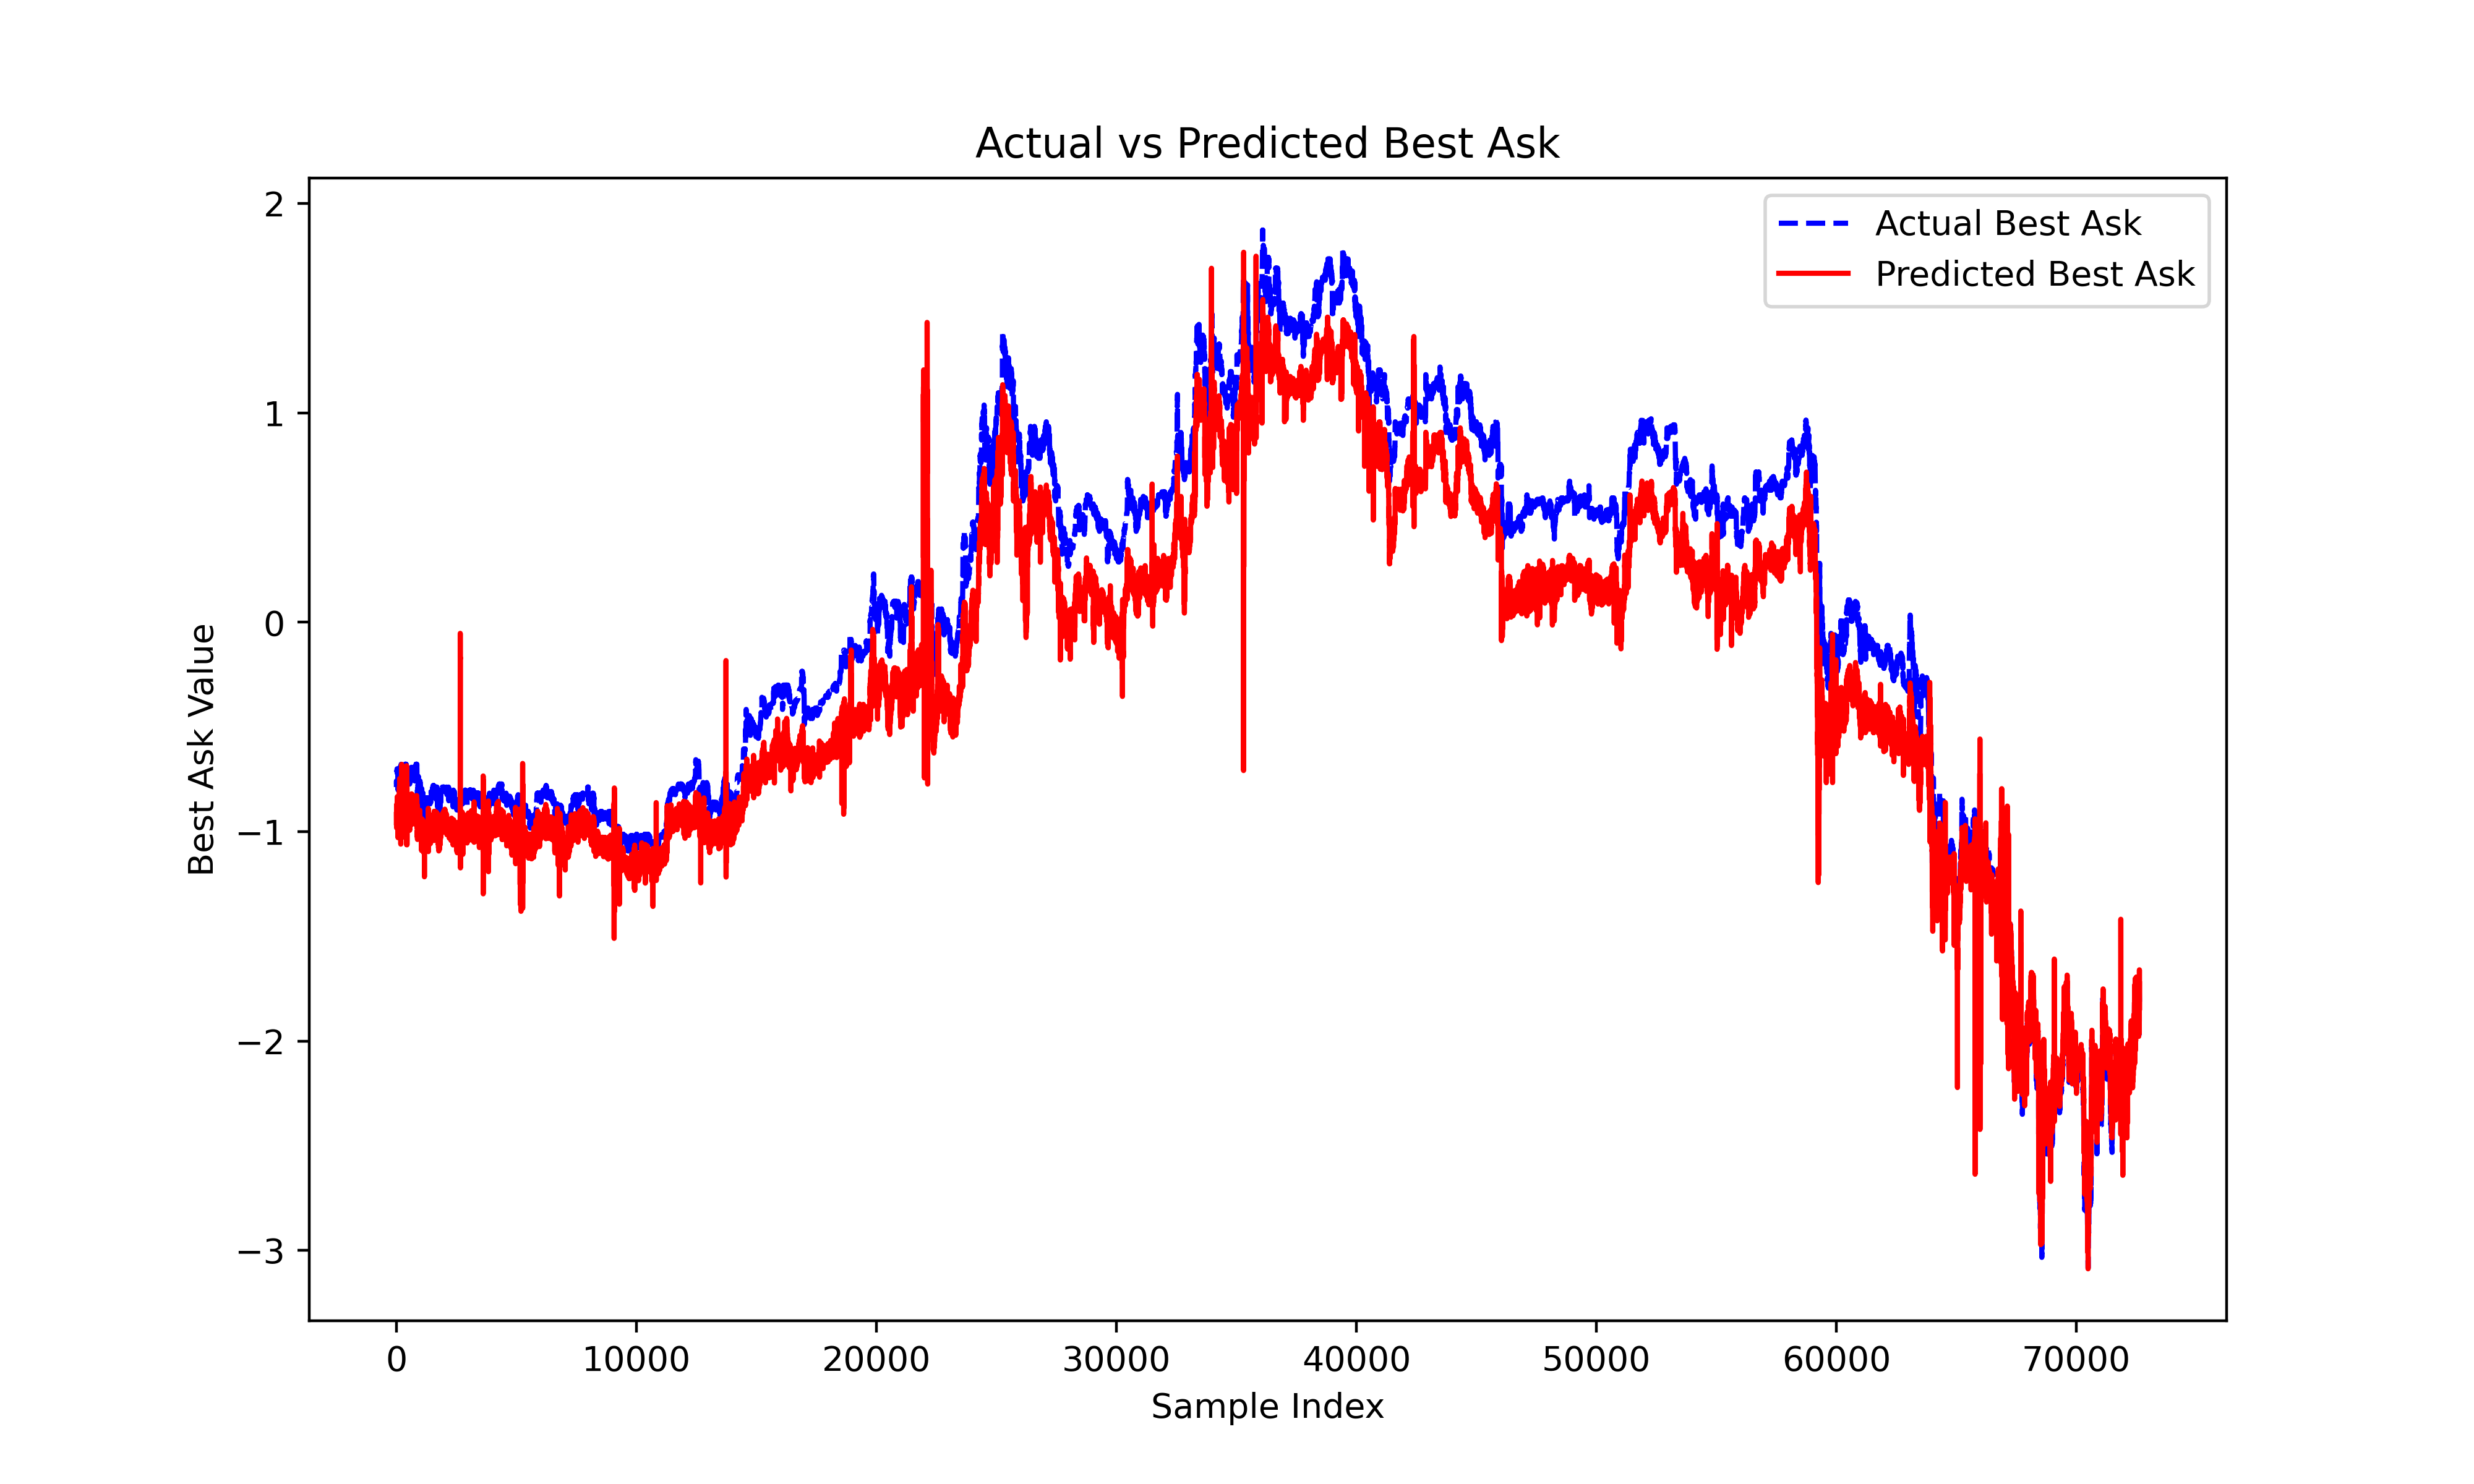 Actual vs Predicted Best Ask
Actual Best Ask
Predicted Best Ask
Best Ask Value
2
1
0
−1
−2
−3
0 10000 20000 30000 40000 50000 60000 70000
Sample Index